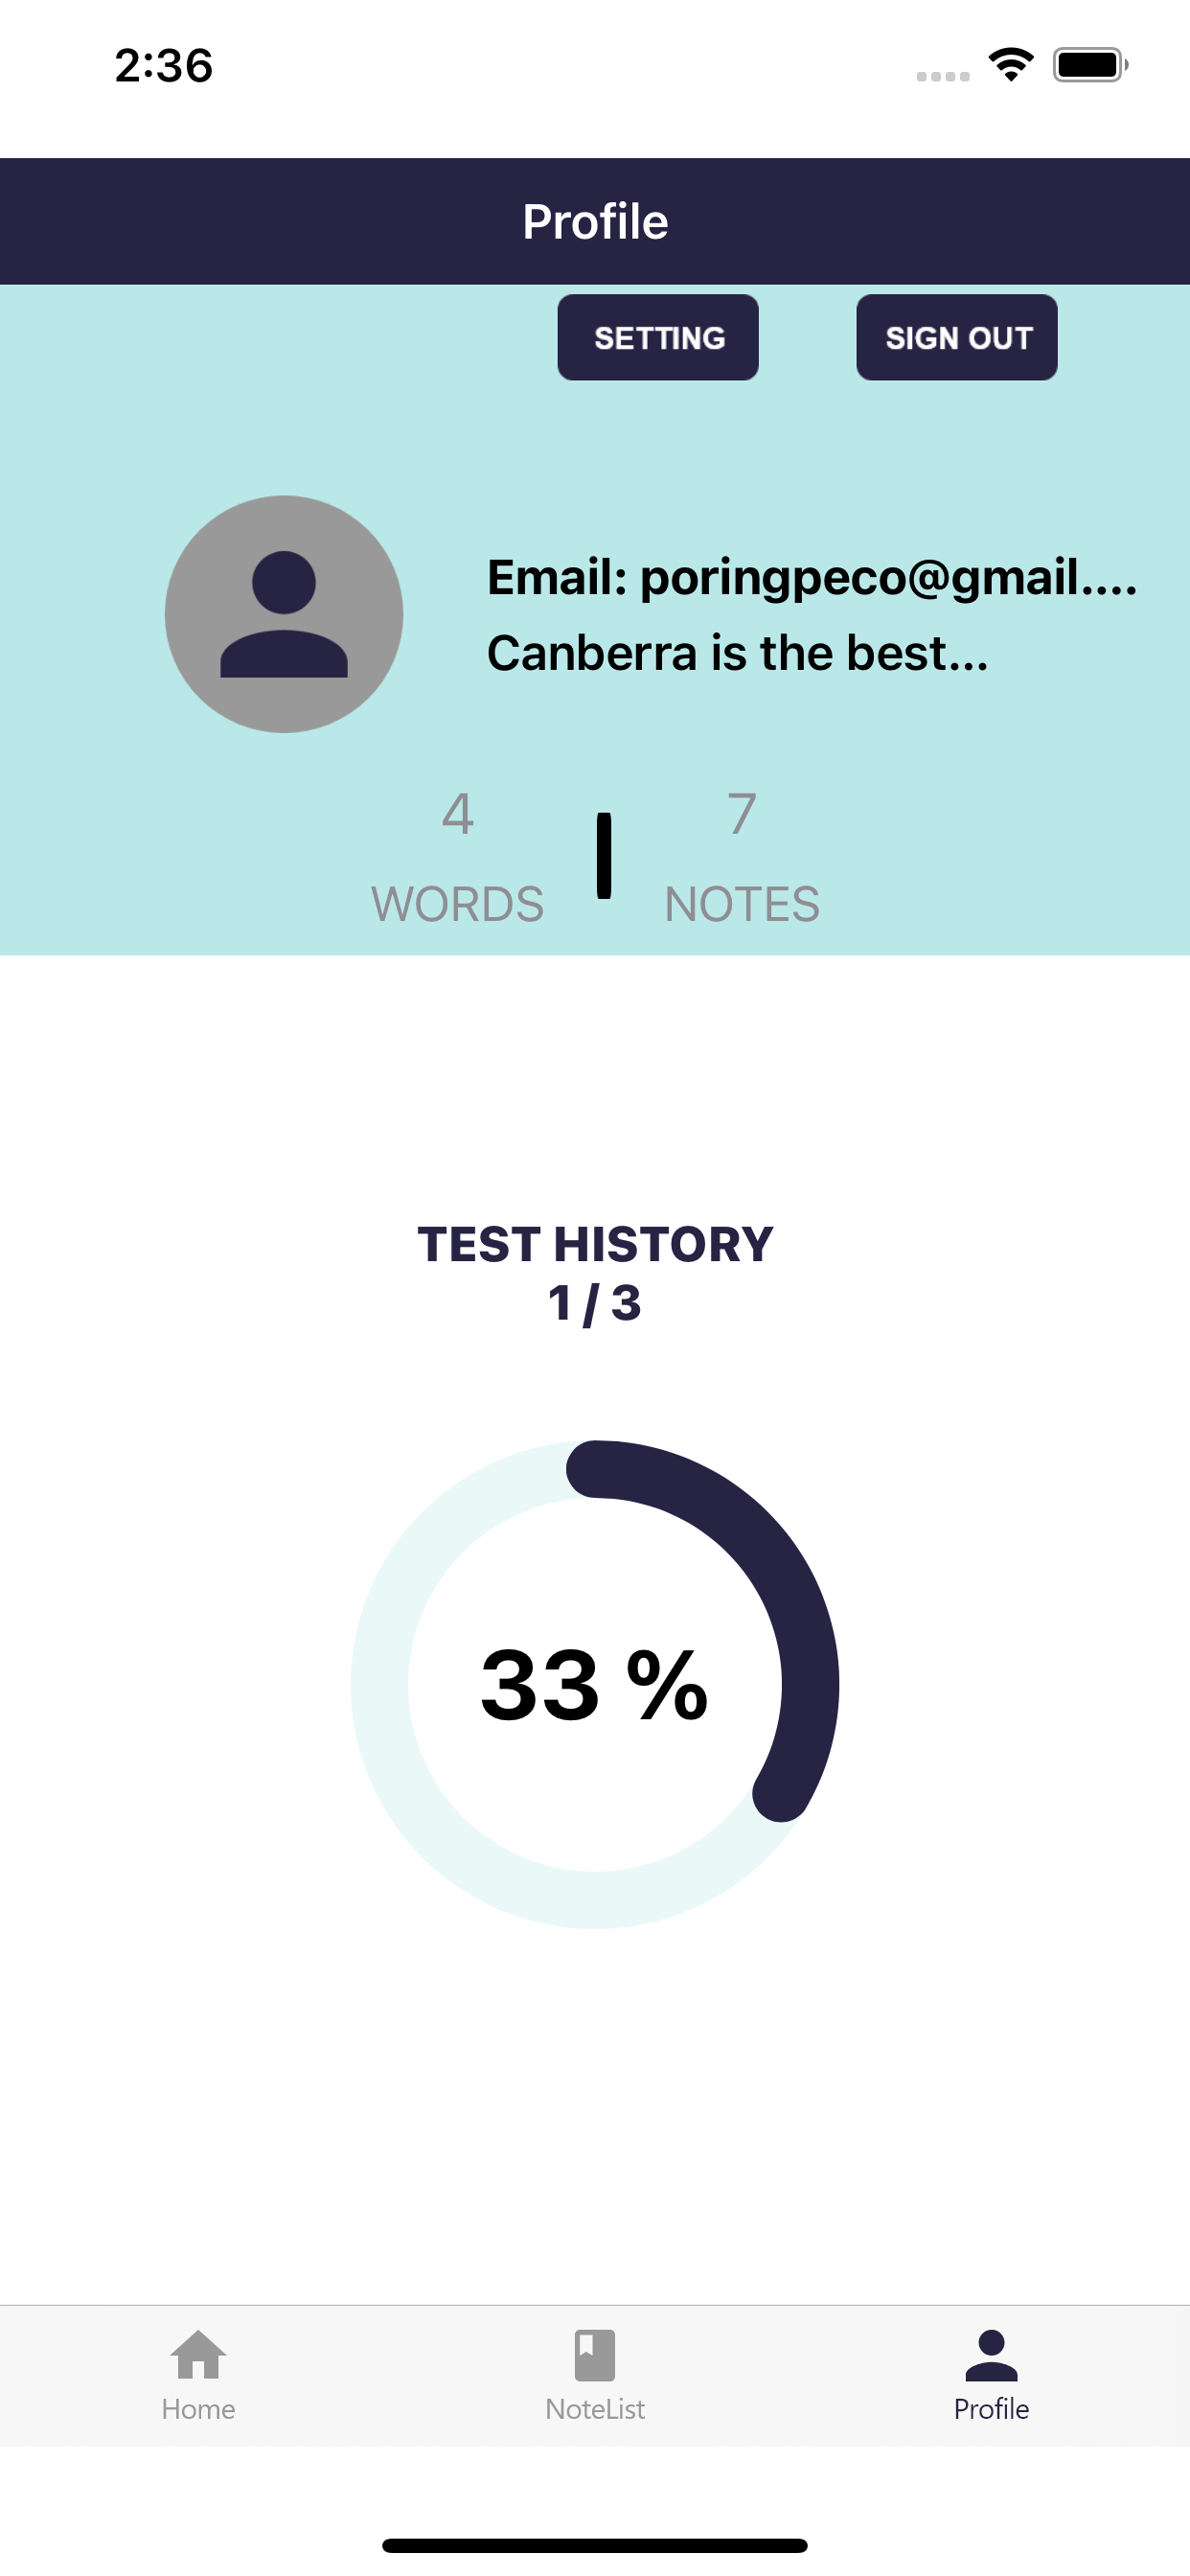 2:36
Profile
SETTING
SIGN OUT
Email: poringpeco@gmail....
Canberra is the best...
4
7
WORDS
NOTES
TEST HISTORY
1 / 3
33 %
Home
NoteList
Profile